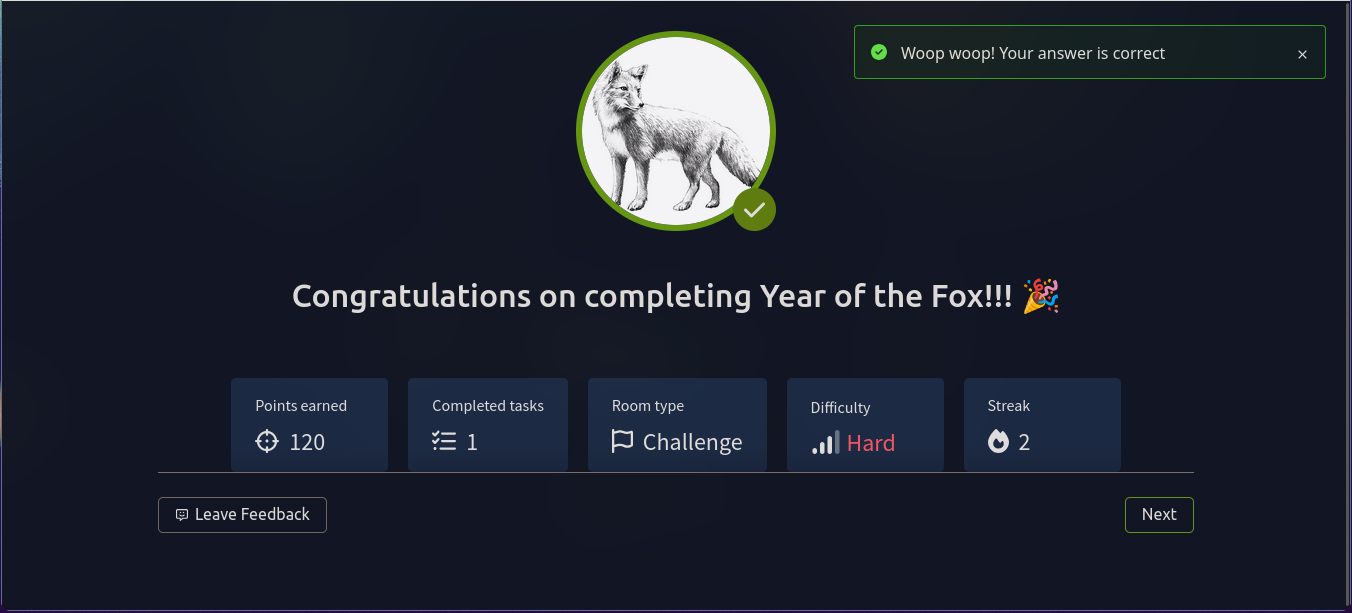 Woop woop! Your answer is correct
Congratulations on completing Year of the Fox!!! 🎉
Points earned
120
Completed tasks
1
Room type
Challenge
Difficulty
Hard
Streak
2
Leave Feedback
Next